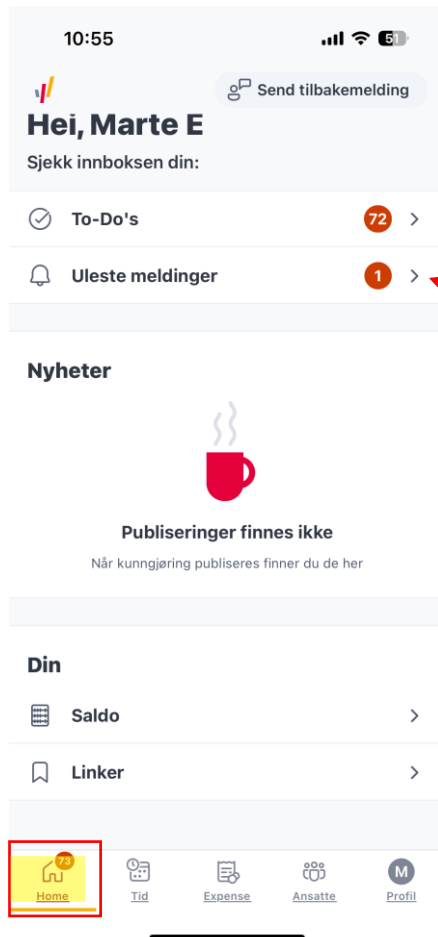 10:55
51
Send tilbakemelding
Hei, Marte E
Sjekk innboksen din:
To-Do's 72
Uleste meldinger 1
Nyheter
Publiseringer finnes ikke
Når kunngjøring publiseres finner du de her
Din
Saldo
Linker
73
M
Home Tid Expense Ansatte Profil